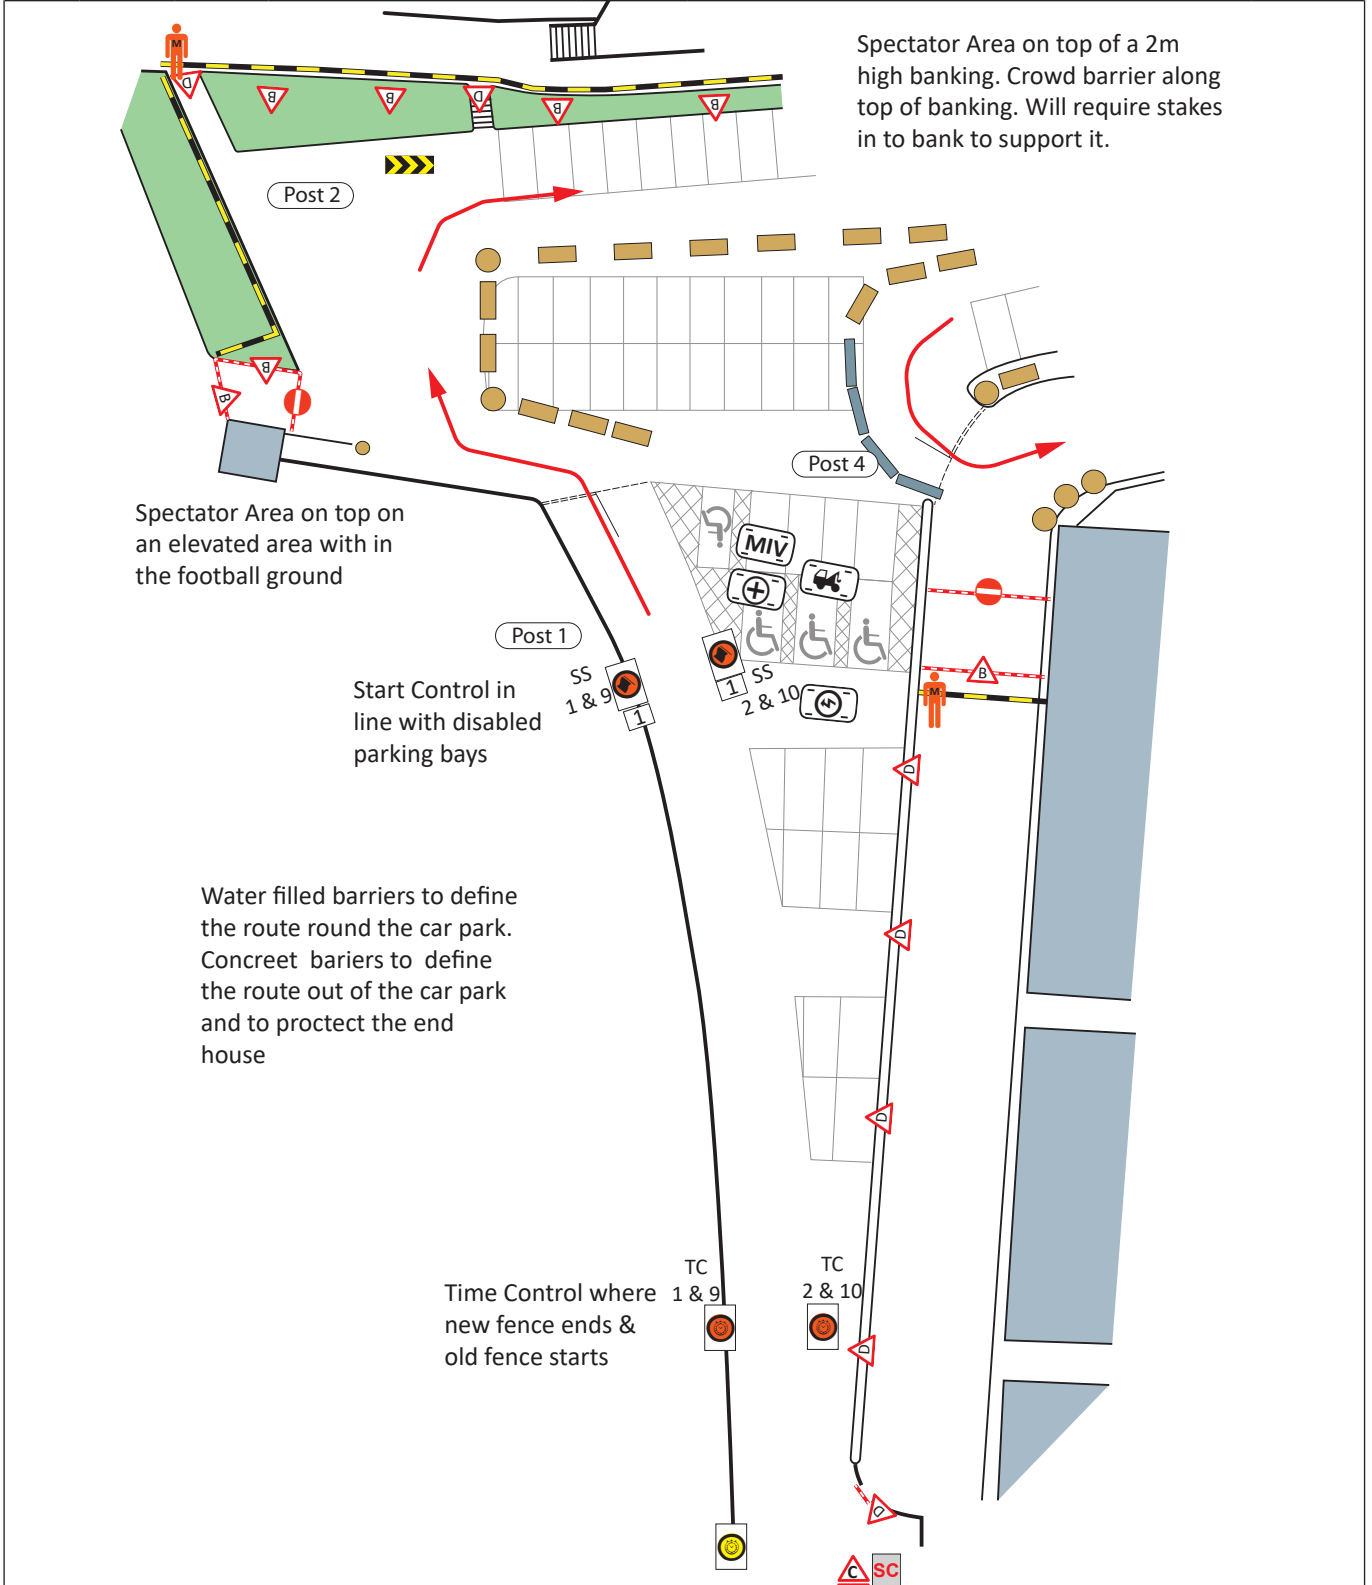 Spectator Area on top of a 2m
high banking. Crowd barrier along
top of banking. Will require stakes
in to bank to support it.
M
D
B
B
D
B
B
Post 2
B
B
Post 4
Spectator Area on top on
an elevated area with in
the football ground
MIV
Post 1
SS
1 & 9
1
SS
2 & 10
1
B
M
Start Control in
line with disabled
parking bays
D
Water filled barriers to define
the route round the car park.
Concreet bariers to define
the route out of the car park
and to proctect the end
house
D
D
TC
1 & 9
TC
2 & 10
Time Control where
new fence ends &
old fence starts
D
D
C
SC